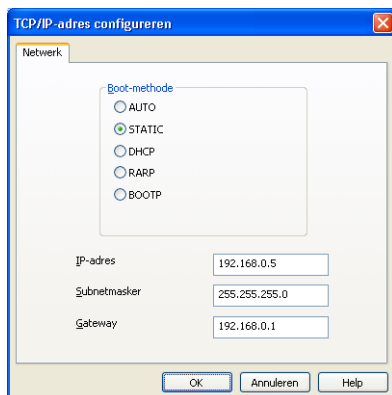 TCP/IP-adres configureren
Netwerk
Boot-methode
AUTO
STATIC
DHCP
RARP
BOOTP
IP-adres 192.168.0.5
Subnetmasker 255.255.255.0
Gateway 192.168.0.1
OK Annuleren Help